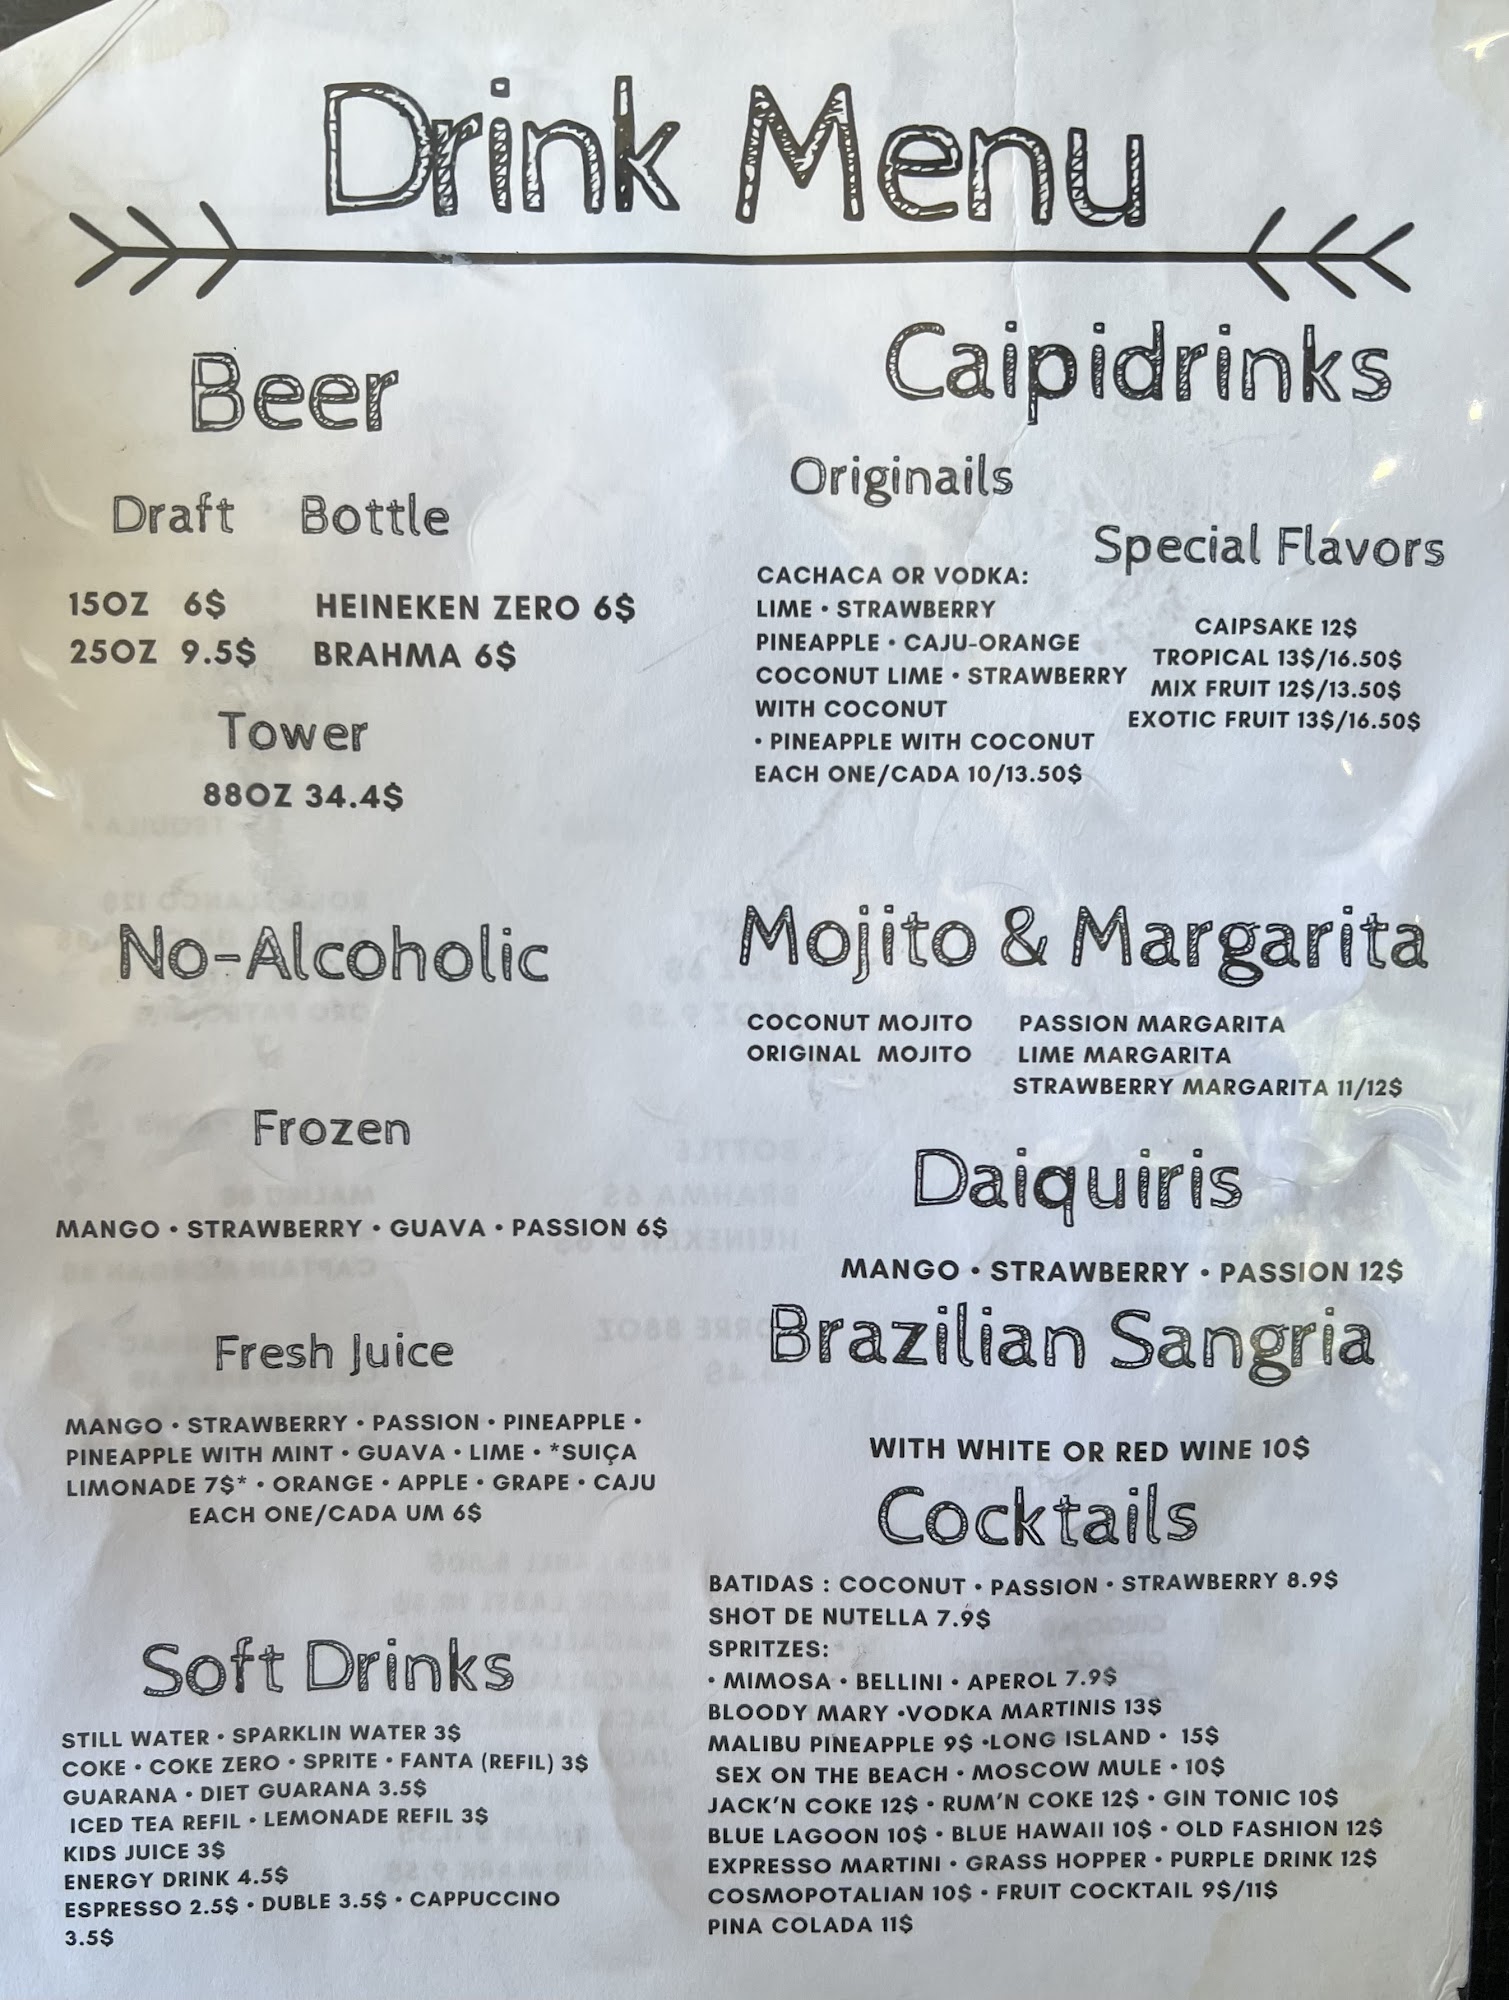 Drink Menu
Beer
Draft Bottle
15OZ 6$ HEINEKEN ZERO 6$
25OZ 9.5$ BRAHMA 6$
Tower
88OZ 34.4$
No-Alcoholic
Frozen
MANGO • STRAWBERRY • GUAVA • PASSION 6$
Fresh Juice
MANGO • STRAWBERRY • PASSION • PINEAPPLE •
PINEAPPLE WITH MINT • GUAVA • LIME • *SUIÇA
LIMONADE 7$* • ORANGE • APPLE • GRAPE • CAJU
EACH ONE/CADA UM 6$
Soft Drinks
STILL WATER • SPARKLIN WATER 3$
COKE • COKE ZERO • SPRITE • FANTA (REFIL) 3$
GUARANA • DIET GUARANA 3.5$
ICED TEA REFIL • LEMONADE REFIL 3$
KIDS JUICE 3$
ENERGY DRINK 4.5$
ESPRESSO 2.5$ • DUBLE 3.5$ • CAPPUCCINO
3.5$
Caipidrinks
Originails
CACHACA OR VODKA:
LIME • STRAWBERRY
PINEAPPLE • CAJU-ORANGE
COCONUT LIME • STRAWBERRY
WITH COCONUT
• PINEAPPLE WITH COCONUT
EACH ONE/CADA 10/13.50$
Special Flavors
CAIPSAKE 12$
TROPICAL 13$/16.50$
MIX FRUIT 12$/13.50$
EXOTIC FRUIT 13$/16.50$
Mojito & Margarita
COCONUT MOJITO PASSION MARGARITA
ORIGINAL MOJITO LIME MARGARITA
STRAWBERRY MARGARITA 11/12$
Daiquiris
MANGO • STRAWBERRY • PASSION 12$
Brazilian Sangria
WITH WHITE OR RED WINE 10$
Cocktails
BATIDAS : COCONUT • PASSION • STRAWBERRY 8.9$
SHOT DE NUTELLA 7.9$
SPRITZES:
• MIMOSA • BELLINI • APEROL 7.9$
BLOODY MARY •VODKA MARTINIS 13$
MALIBU PINEAPPLE 9$ •LONG ISLAND • 15$
SEX ON THE BEACH • MOSCOW MULE • 10$
JACK'N COKE 12$ • RUM'N COKE 12$ • GIN TONIC 10$
BLUE LAGOON 10$ • BLUE HAWAII 10$ • OLD FASHION 12$
EXPRESSO MARTINI • GRASS HOPPER • PURPLE DRINK 12$
COSMOPOTALIAN 10$ • FRUIT COCKTAIL 9$/11$
PINA COLADA 11$